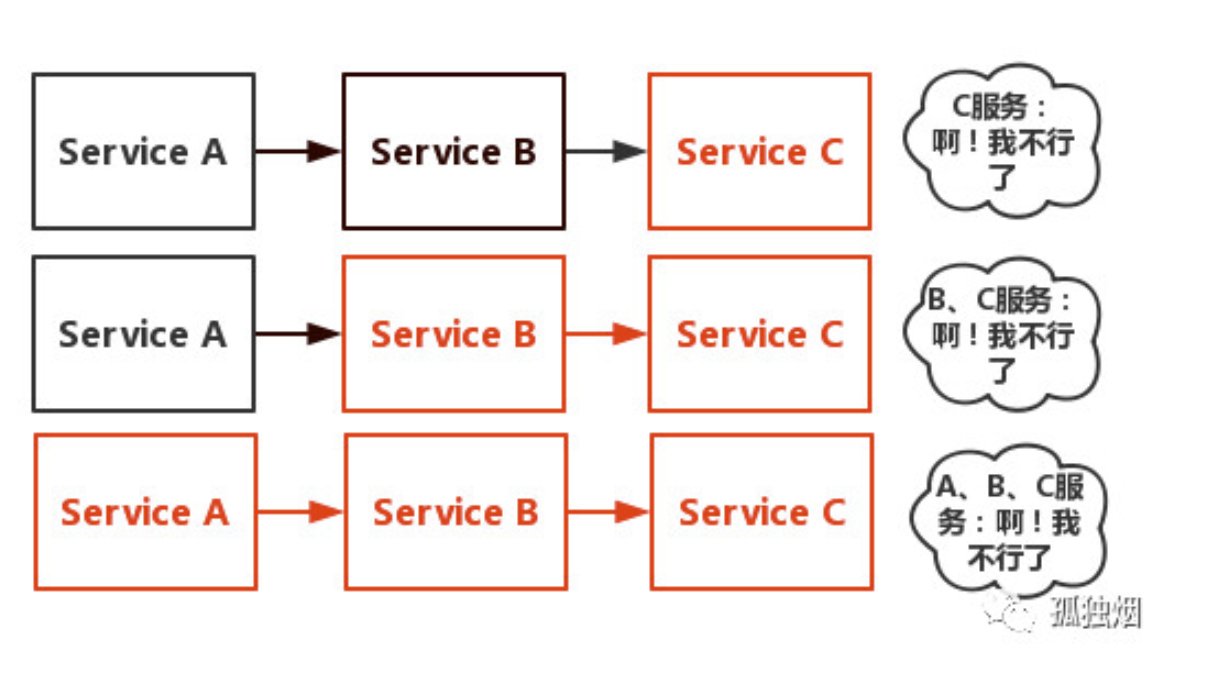 Service A
Service B
Service C
C服务：
啊！我不行
了
Service A
Service B
Service C
B、C服务：
啊！我不行
了
Service A
Service B
Service C
A、B、C服
务：啊！我
不行了
孤独烟